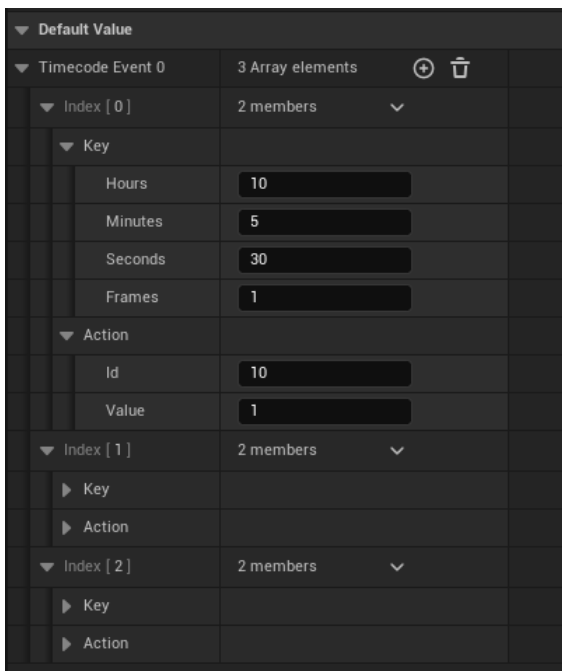 Default Value
Timecode Event 0 3 Array elements
Index [ 0 ] 2 members
Key
Hours 10
Minutes 5
Seconds 30
Frames 1
Action
Id 10
Value 1
Index [ 1 ] 2 members
Key
Action
Index [ 2 ] 2 members
Key
Action